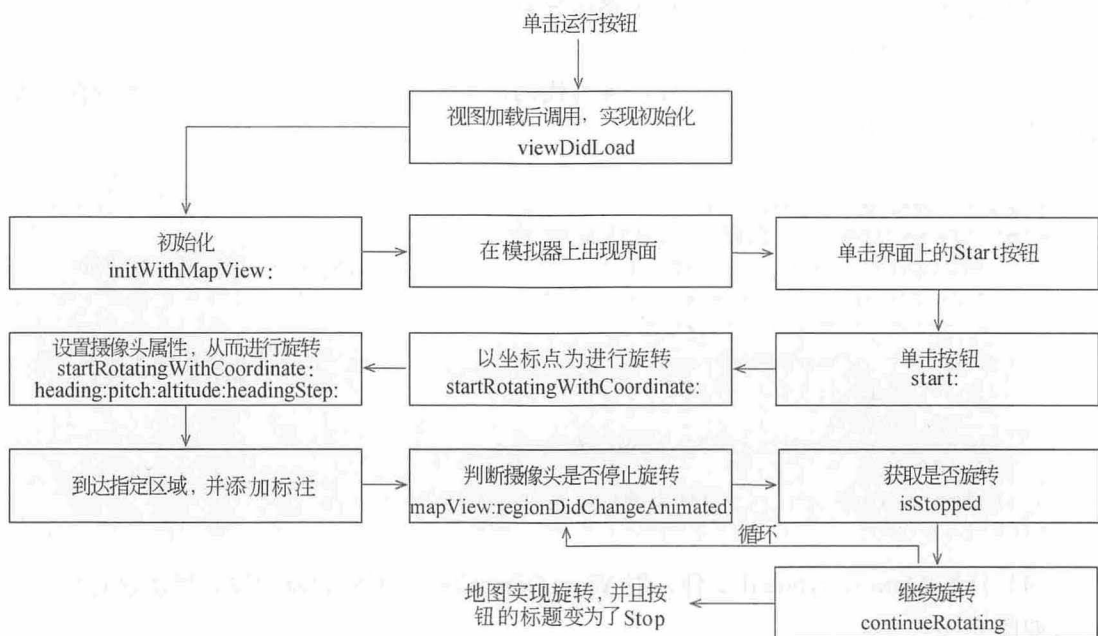 单击运行按钮
视图加载后调用，实现初始化
viewDidLoad
初始化
initWithMapView:
在模拟器上出现界面
单击界面上的Start按钮
设置摄像头属性，从而进行旋转
startRotatingWithCoordinate:
heading:pitch:altitude:headingStep:
以坐标点为进行旋转
startRotatingWithCoordinate:
单击按钮
start:
到达指定区域，并添加标注
判断摄像头是否停止旋转
mapView:regionDidChangeAnimated:
获取是否旋转
isStopped
循环
地图实现旋转，并且按
钮的标题变为了Stop
继续旋转
continueRotating